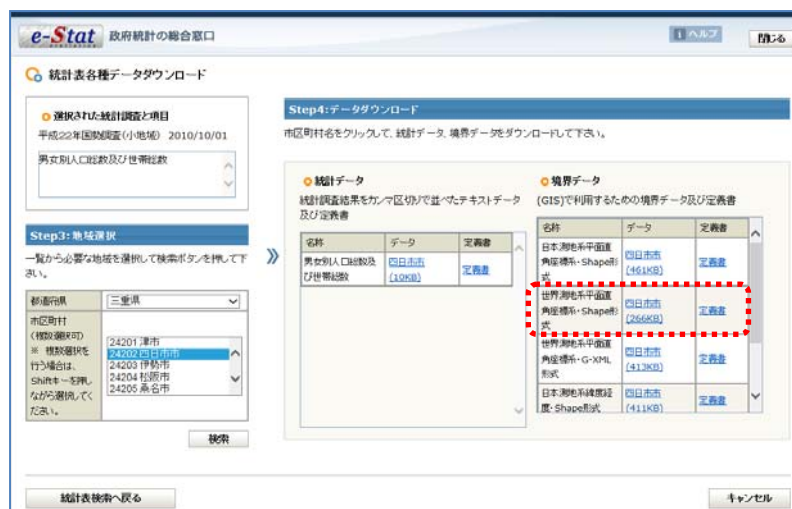 e-Stat 政府統計の総合窓口
ヘルプ
閉じる
統計表各種データダウンロード
選択された統計調査と項目
平成22年国勢調査(小地域) 2010/10/01
男女別人口総数及び世帯総数
Step3:地域選択
一覧から必要な地域を選択して検索ボタンを押して下
さい。
都道府県
三重県
市区町村
(複数選択可)
※ 複数選択を
行う場合は、
Shiftキーを押し
ながら選択してく
ださい。
24201 津市
24202 四日市市
24203 伊勢市
24204 松阪市
24205 桑名市
検索
Step4:データダウンロード
市区町村名をクリックして、統計データ、境界データをダウンロードして下さい。
統計データ
統計調査結果をカンマ区切りで並べたテキストデータ
及び定義書
名称 データ 定義書
男女別人口総数及
び世帯総数
四日市市
(10KB)
定義書
境界データ
(GIS)で利用するための境界データ及び定義書
名称 データ 定義書
日本測地系平面直
角座標系・Shape形
式
四日市市
(461KB)
定義書
世界測地系平面直
角座標系・Shape形
式
四日市市
(266KB)
定義書
世界測地系平面直
角座標系・G-XML
形式
四日市市
(413KB)
定義書
日本測地系緯度経
度・Shape形式
四日市市
(411KB)
定義書
統計表検索へ戻る
キャンセル